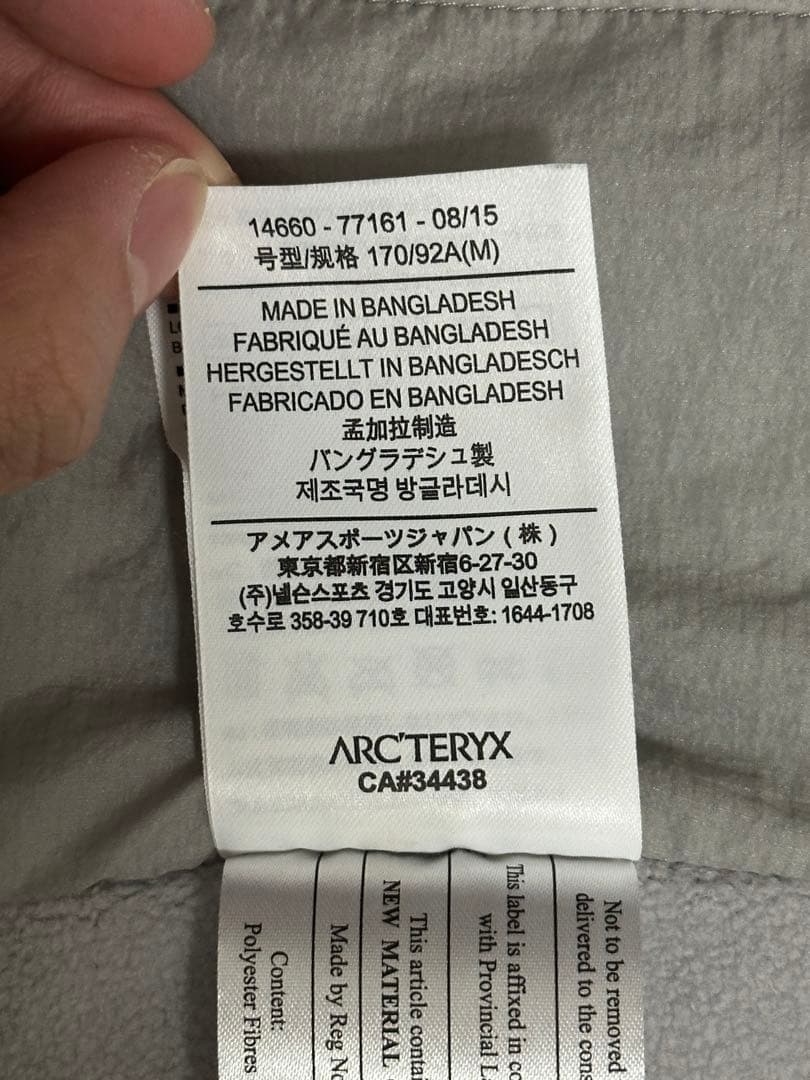 14660 - 77161 - 08/15
号型/规格 170/92A(M)
MADE IN BANGLADESH
FABRIQUÉ AU BANGLADESH
HERGESTELLT IN BANGLADESCH
FABRICADO EN BANGLADESH
孟加拉制造
バングラデシュ製
제조국명 방글라데시
アメアスポーツジャパン ( 株 )
東京都新宿区新宿6-27-30
(주)넬슨스포츠 경기도 고양시 일산동구
호수로 358-39 710호 대표번호: 1644-1708
ARC'TERYX
CA#34438
Not to be removed
delivered to the cons
This label is affixed in cc
with Provincial L
This article contai
NEW MATERIAL
Made by Reg No
Content:
Polyester Fibres